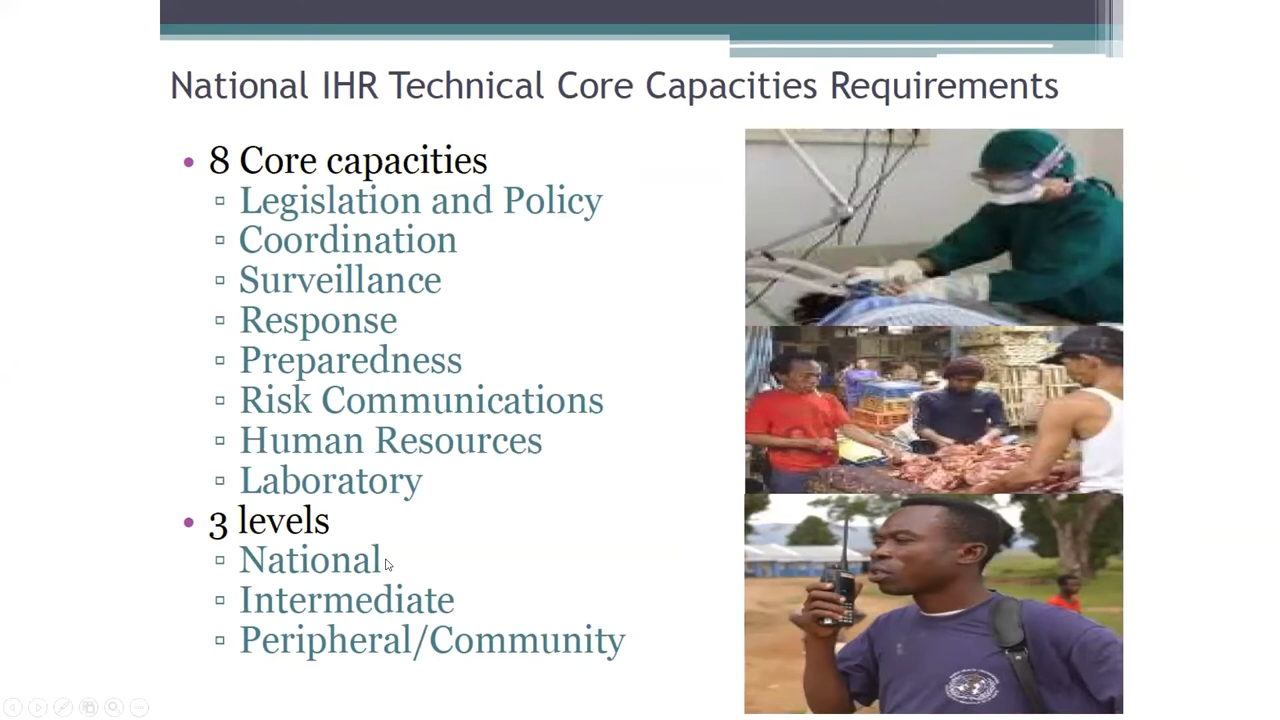 National IHR Technical Core Capacities Requirements
8 Core capacities
Legislation and Policy
Coordination
Surveillance
Response
Preparedness
Risk Communications
Human Resources
Laboratory
3 levels
National
Intermediate
Peripheral/Community